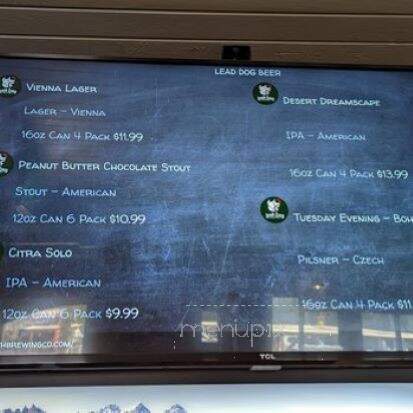 LEAD DOG BEER
VIENNA LAGER
LAGER – VIENNA
16OZ CAN 4 PACK $11.99
PEANUT BUTTER CHOCOLATE STOUT
STOUT – AMERICAN
12OZ CAN 6 PACK $10.99
CITRA SOLO
IPA – AMERICAN
12OZ CAN 6 PACK $9.99
HBREWINGCO.COM/
DESERT DREAMSCAPE
IPA – AMERICAN
16OZ CAN 4 PACK $13.99
TUESDAY EVENING – BOH
PILSNER – CZECH
16OZ CAN 4 PACK $11.
menupix
TCL